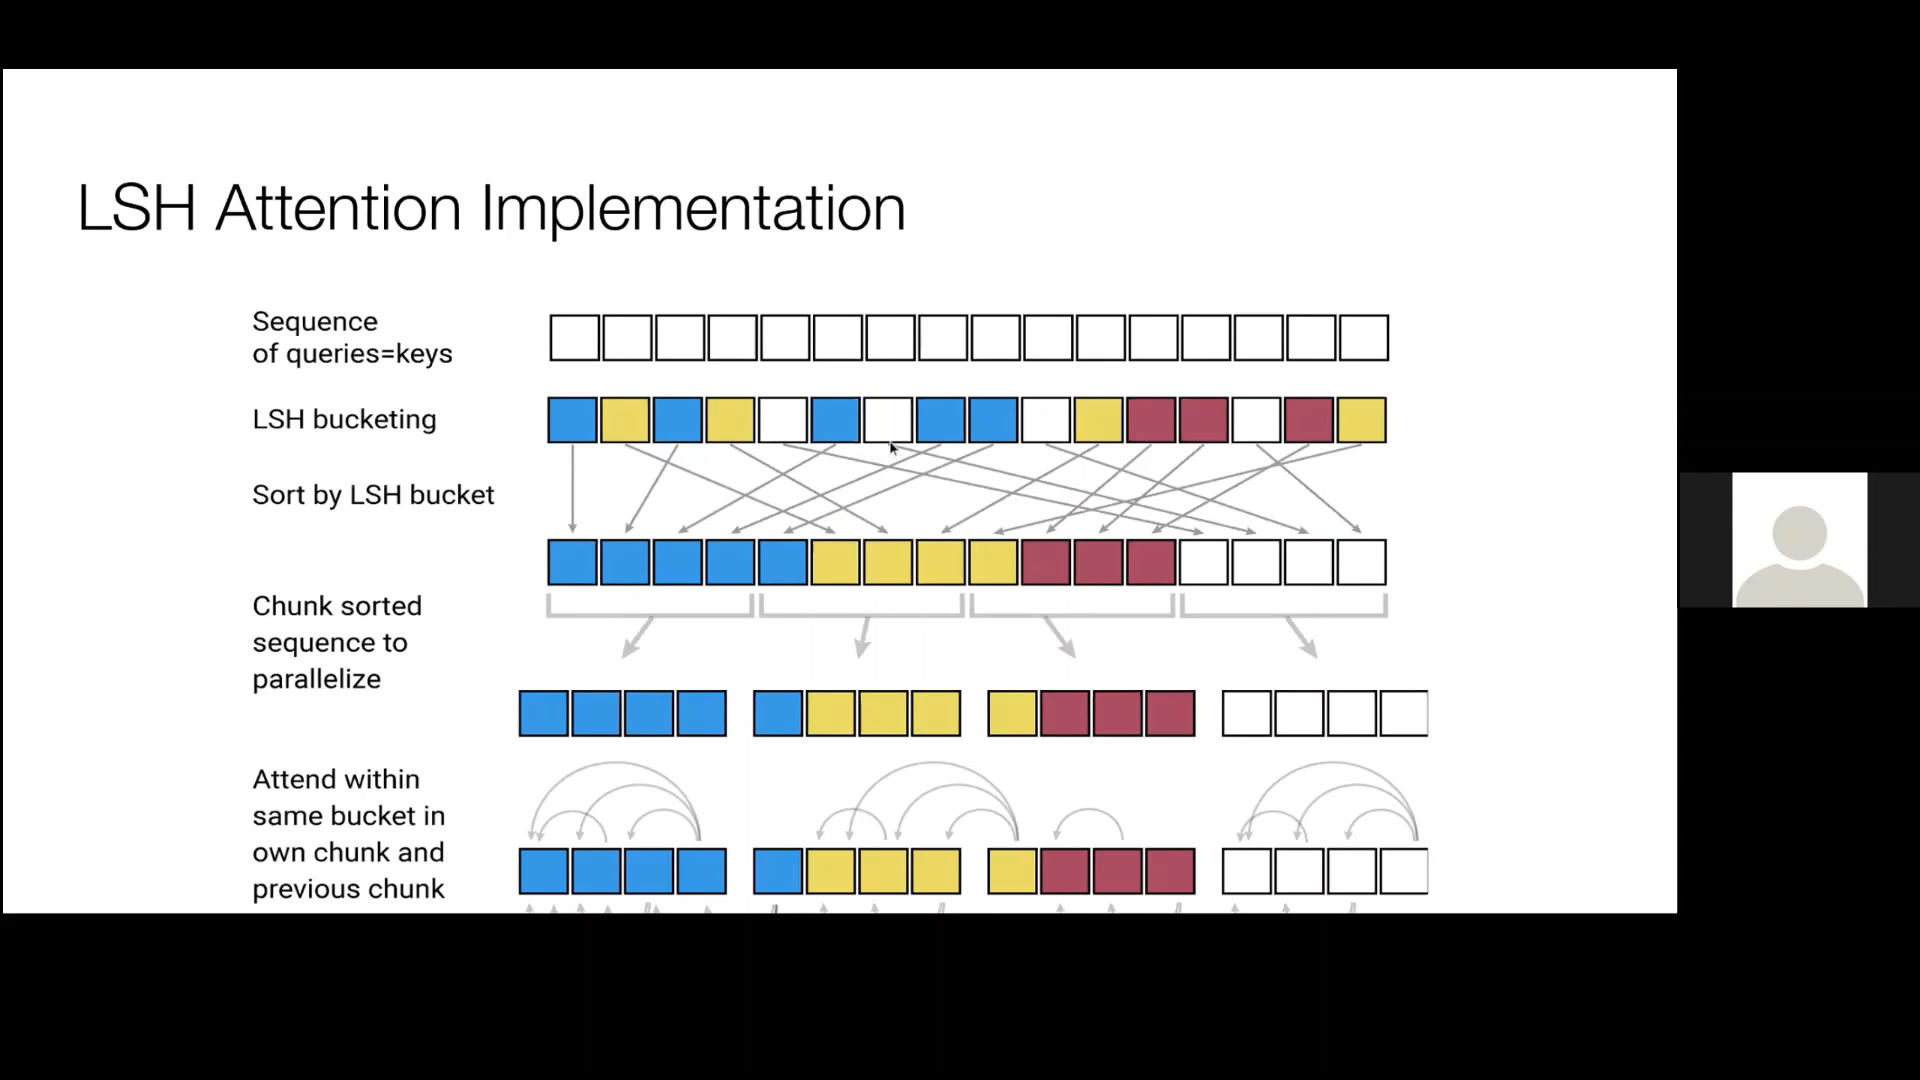 LSH Attention Implementation
Sequence
of queries=keys
LSH bucketing
Sort by LSH bucket
Chunk sorted
sequence to
parallelize
Attend within
same bucket in
own chunk and
previous chunk